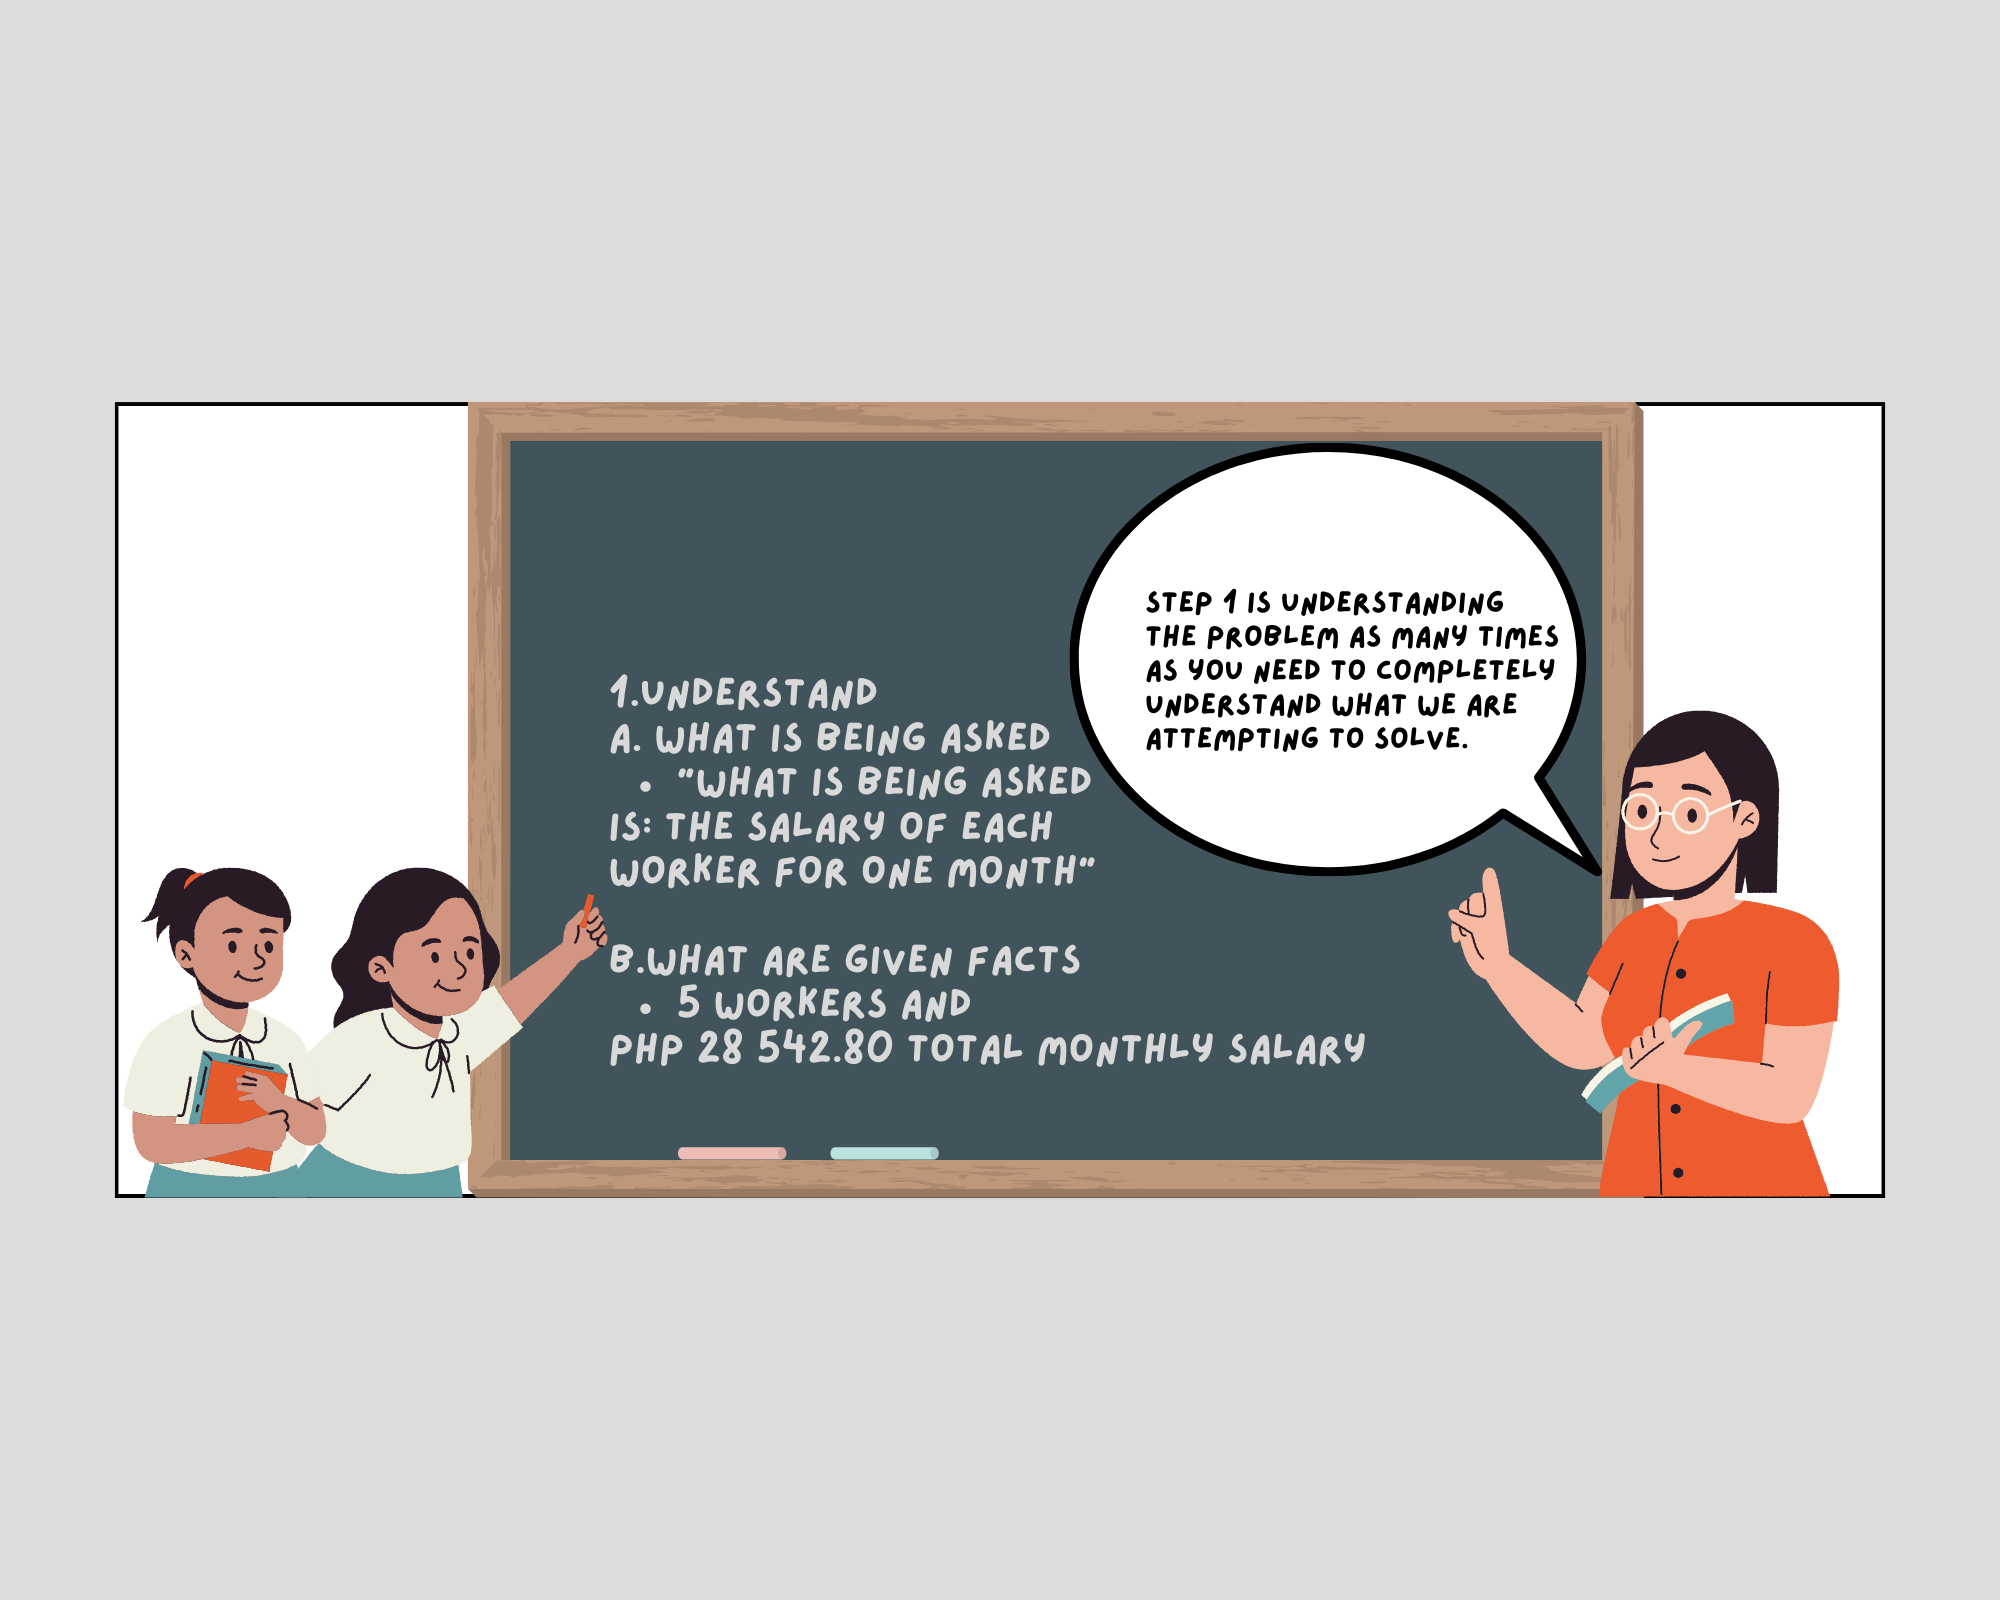 STEP 1 IS UNDERSTANDING
THE PROBLEM AS MANY TIMES
AS YOU NEED TO COMPLETELY
UNDERSTAND WHAT WE ARE
ATTEMPTING TO SOLVE.
1.UNDERSTAND
A. WHAT IS BEING ASKED
• "WHAT IS BEING ASKED
IS: THE SALARY OF EACH
WORKER FOR ONE MONTH"
B.WHAT ARE GIVEN FACTS
• 5 WORKERS AND
PHP 28 542.80 TOTAL MONTHLY SALARY